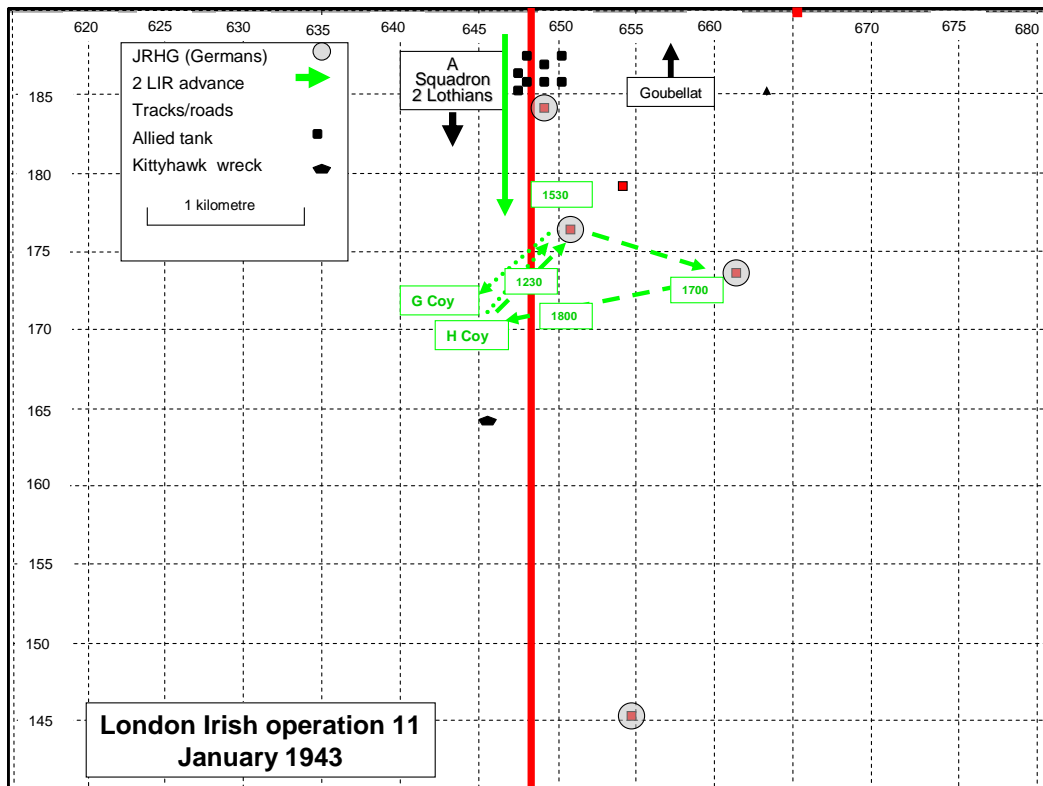 620 625 630 635 640 645 650 655 660 670 675 680
JRHG (Germans)
2 LIR advance
Tracks/roads
Allied tank
Kittyhawk wreck
1 kilometre
A
Squadron
2 Lothians
Goubellat
185
180
1530
175
1230
1700
G Coy
1800
170
H Coy
165
160
155
150
145
London Irish operation 11
January 1943